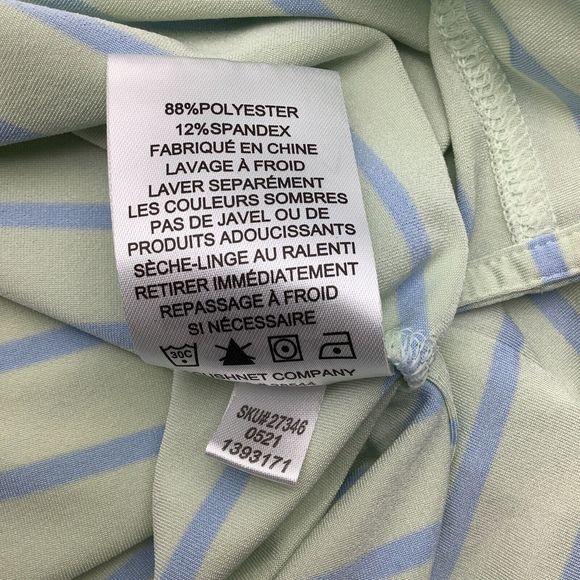 88%POLYESTER
12%SPANDEX
FABRIQUÉ EN CHINE
LAVAGE À FROID
LAVER SEPARÉMENT
LES COULEURS SOMBRES
PAS DE JAVEL OU DE
PRODUITS ADOUCISSANTS
SÈCHE-LINGE AU RALENTI
RETIRER IMMÉDIATEMENT
REPASSAGE À FROID
SI NÉCESSAIRE
30C
COMPANY
SKU#27346
0521
1393171